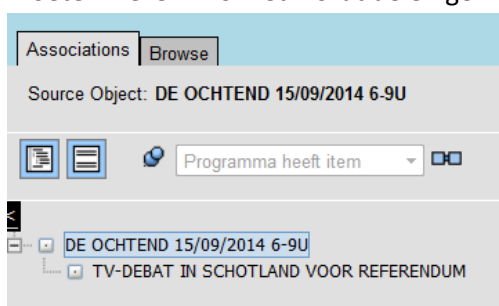 Associations Browse
Source Object: DE OCHTEND 15/09/2014 6-9U
Programma heeft item
<
DE OCHTEND 15/09/2014 6-9U
TV-DEBAT IN SCHOTLAND VOOR REFERENDUM